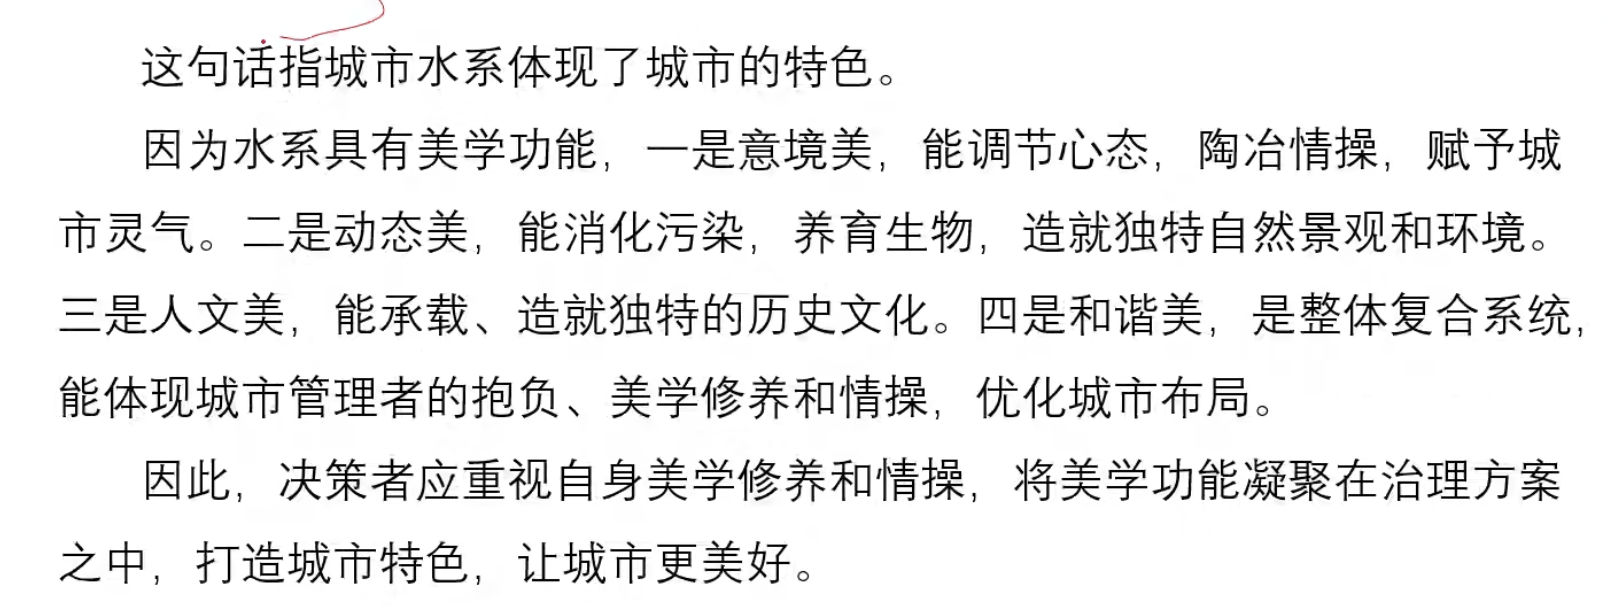 这句话指城市水系体现了城市的特色。
因为水系具有美学功能，一是意境美，能调节心态，陶冶情操，赋予城
市灵气。二是动态美，能消化污染，养育生物，造就独特自然景观和环境。
三是人文美，能承载、造就独特的历史文化。四是和谐美，是整体复合系统，
能体现城市管理者的抱负、美学修养和情操，优化城市布局。
因此，决策者应重视自身美学修养和情操，将美学功能凝聚在治理方案
之中，打造城市特色，让城市更美好。